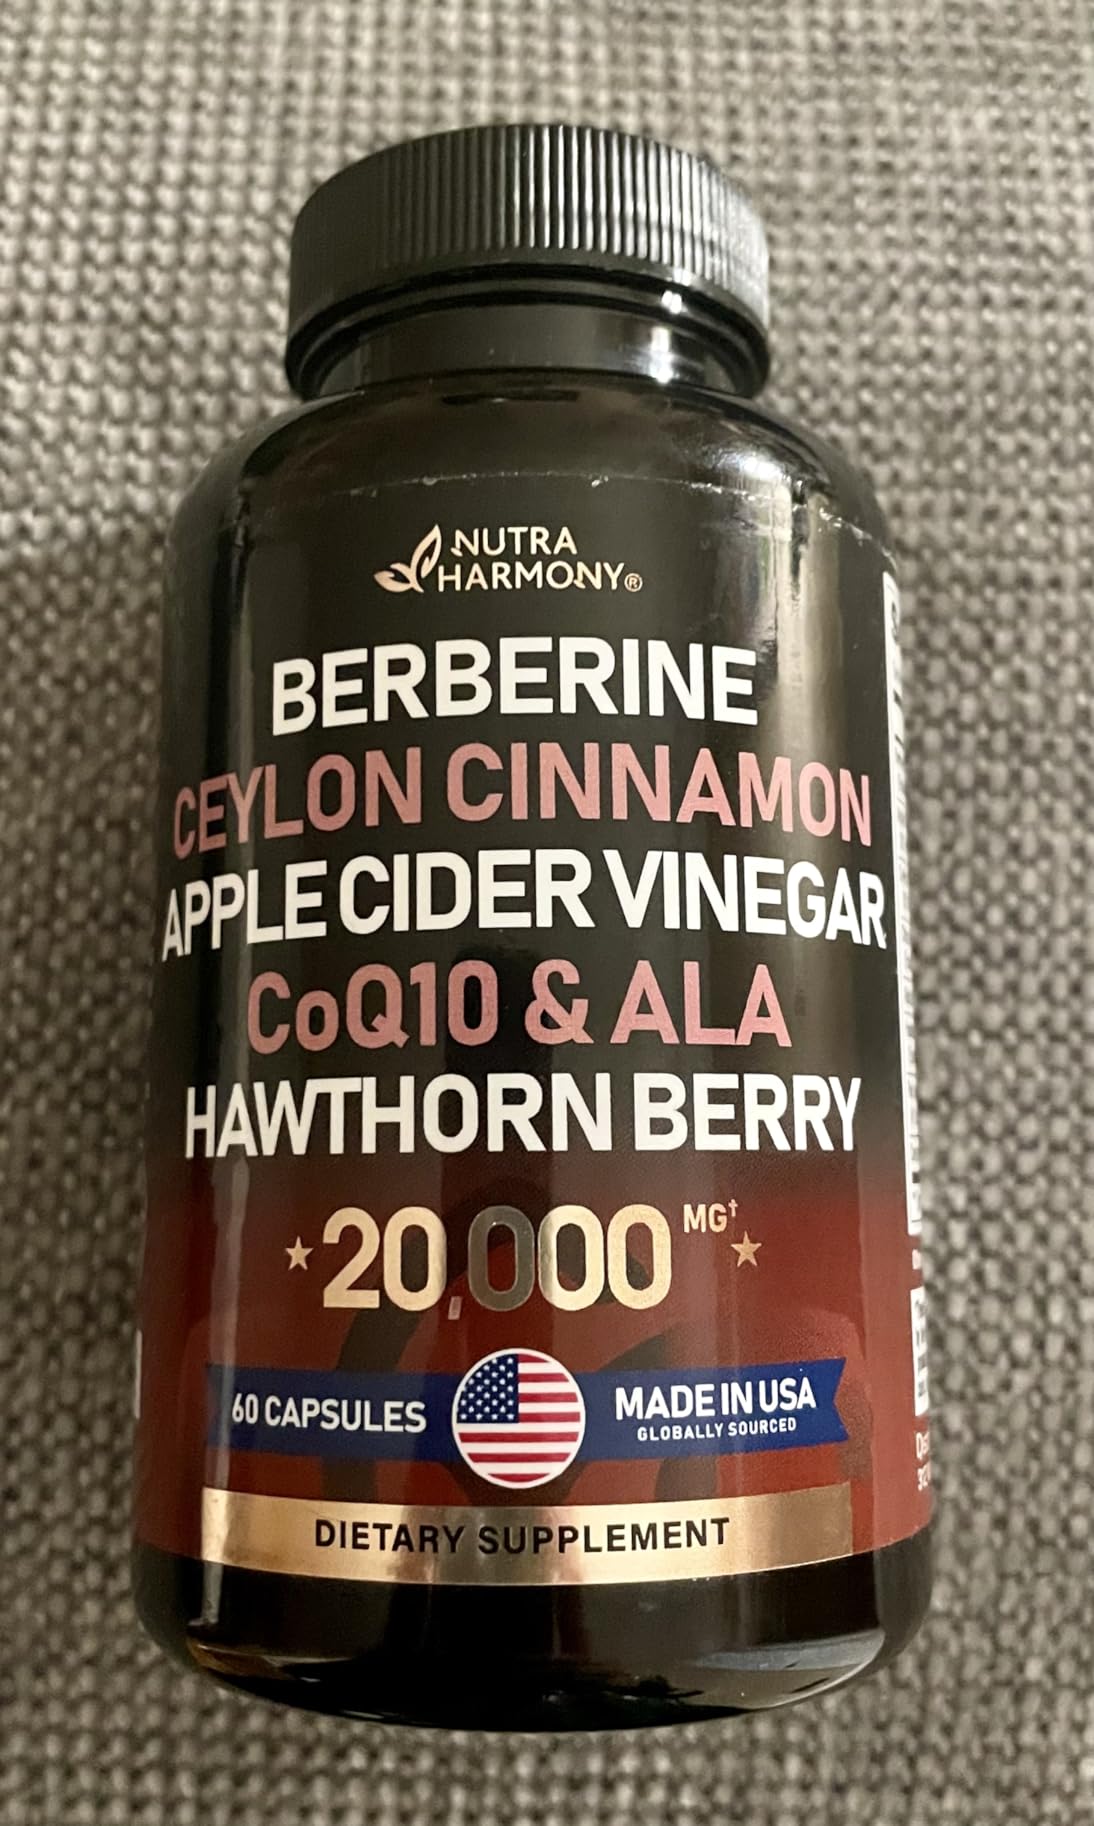 NUTRA
HARMONY®
BERBERINE
CEYLON CINNAMON
APPLE CIDER VINEGAR
CoQ10 & ALA
HAWTHORN BERRY
20,000 MG†
60 CAPSULES
MADE IN USA
GLOBALLY SOURCED
DIETARY SUPPLEMENT